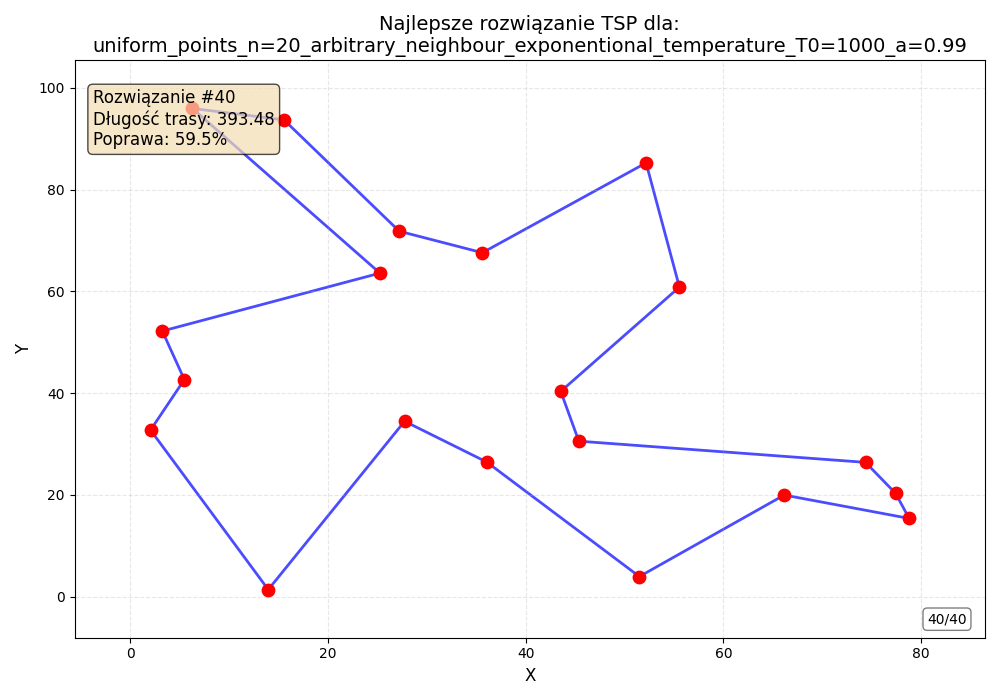 Najlepsze rozwiązanie TSP dla:
uniform_points_n=20_arbitrary_neighbour_exponential_temperature_T0=1000_a=0.99
Rozwiązanie #40
Długość trasy: 393.48
Poprawa: 59.5%
100
80
60
40
20
0
Y
40/40
0 20 40 60 80
X